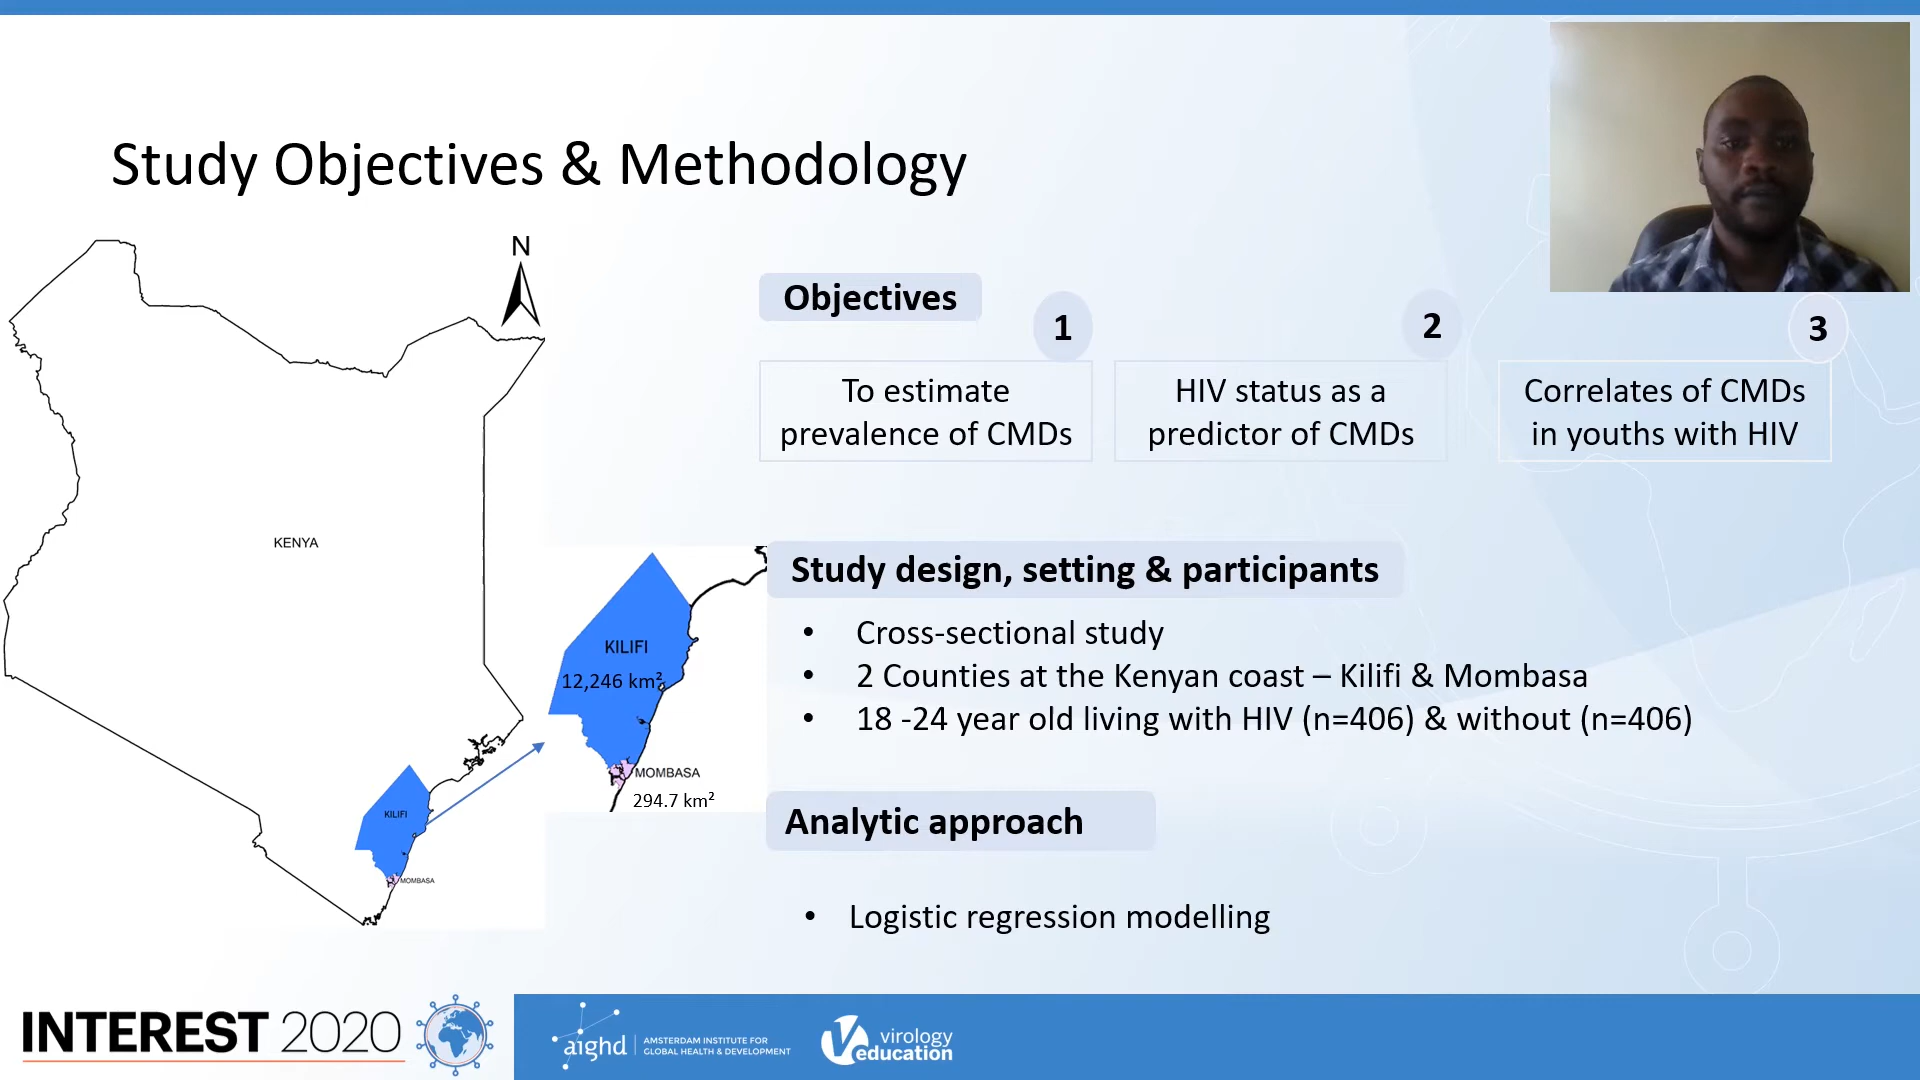 Study Objectives & Methodology
N
KENYA
KILIFI
MOMBASA
KILIFI
12,246 km²
MOMBASA
294.7 km²
Objectives
1
To estimate
prevalence of CMDs
2
HIV status as a
predictor of CMDs
3
Correlates of CMDs
in youths with HIV
Study design, setting & participants
• Cross-sectional study
• 2 Counties at the Kenyan coast – Kilifi & Mombasa
• 18 -24 year old living with HIV (n=406) & without (n=406)
Analytic approach
• Logistic regression modelling
INTEREST 2020
aighd
AMSTERDAM INSTITUTE FOR
GLOBAL HEALTH & DEVELOPMENT
virology
education